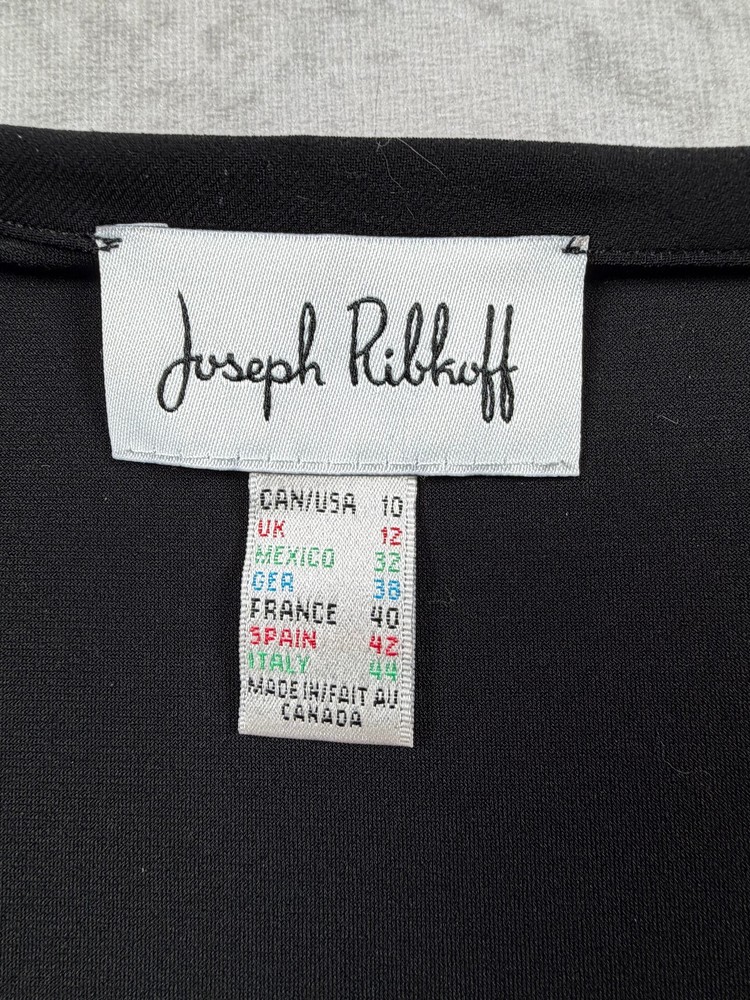 Joseph Ribkoff
CAN/USA 10
UK 12
MEXICO 32
GER 38
FRANCE 40
SPAIN 42
ITALY 44
MADE IN/FAIT AU
CANADA